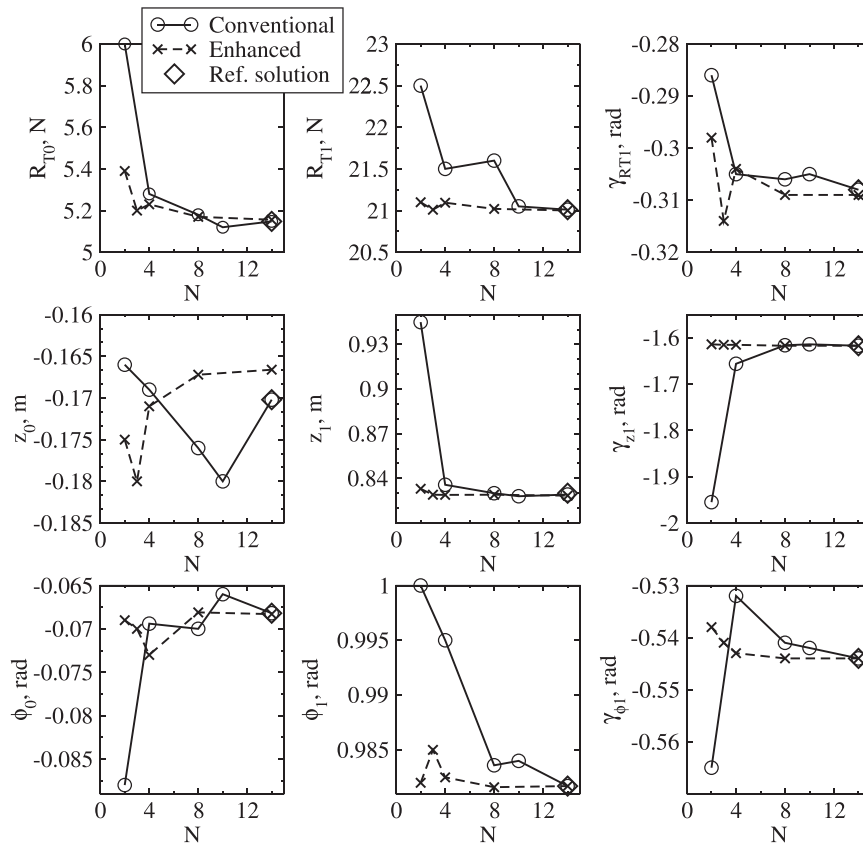 Conventional
Enhanced
Ref. solution
6
5.8
5.6
5.4
5.2
5
R_T0, N
0 4 8 12
N
23
22.5
22
21.5
21
20.5
R_T1, N
0 4 8 12
N
-0.28
-0.29
-0.3
-0.31
-0.32
γ_RT1, rad
0 4 8 12
N
-0.16
-0.165
-0.17
-0.175
-0.18
-0.185
z_0, m
0 4 8 12
N
0.93
0.9
0.87
0.84
z_1, m
0 4 8 12
N
-1.6
-1.7
-1.8
-1.9
-2
γ_z1, rad
0 4 8 12
N
-0.065
-0.07
-0.075
-0.08
-0.085
ϕ_0, rad
0 4 8 12
N
1
0.995
0.99
0.985
ϕ_1, rad
0 4 8 12
N
-0.53
-0.54
-0.55
-0.56
γ_ϕ1, rad
0 4 8 12
N